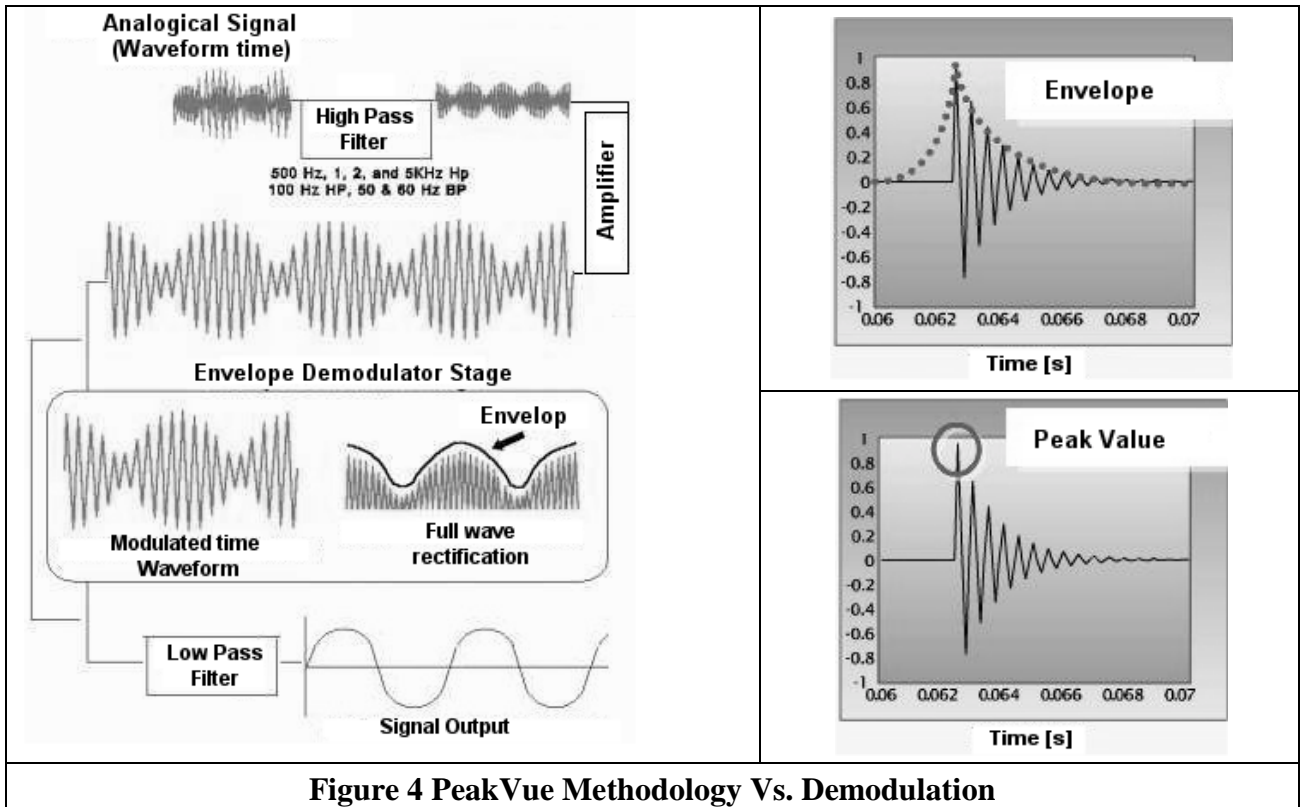 Analogical Signal
(Waveform time)
High Pass
Filter
500 Hz, 1, 2, and 5KHz Hp
100 Hz HP, 50 & 60 Hz BP
Amplifier
Envelope Demodulator Stage
Envelop
Modulated time
Waveform
Full wave
rectification
Low Pass
Filter
Signal Output
Envelope
1
0.8
0.6
0.4
0.2
0
-0.2
-0.4
-0.6
-0.8
-1
0.06 0.062 0.064 0.066 0.068 0.07
Time [s]
Peak Value
1
0.8
0.6
0.4
0.2
0
-0.2
-0.4
-0.6
-0.8
-1
0.06 0.062 0.064 0.066 0.068 0.07
Time [s]
Figure 4 PeakVue Methodology Vs. Demodulation